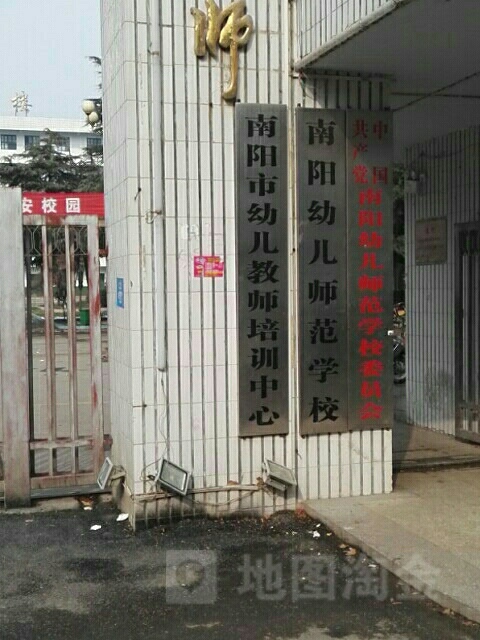 师
安校园
南阳市幼儿教师培训中心
南阳幼儿师范学校
中国共产党南阳幼儿师范学校委员会
地图淘金